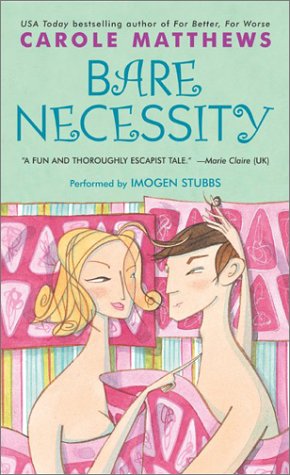 USA Today bestselling author of For Better, For Worse
CAROLE MATTHEWS
BARE
NECESSITY
"A FUN AND THOROUGHLY ESCAPIST TALE." —Marie Claire (UK)
Performed by IMOGEN STUBBS